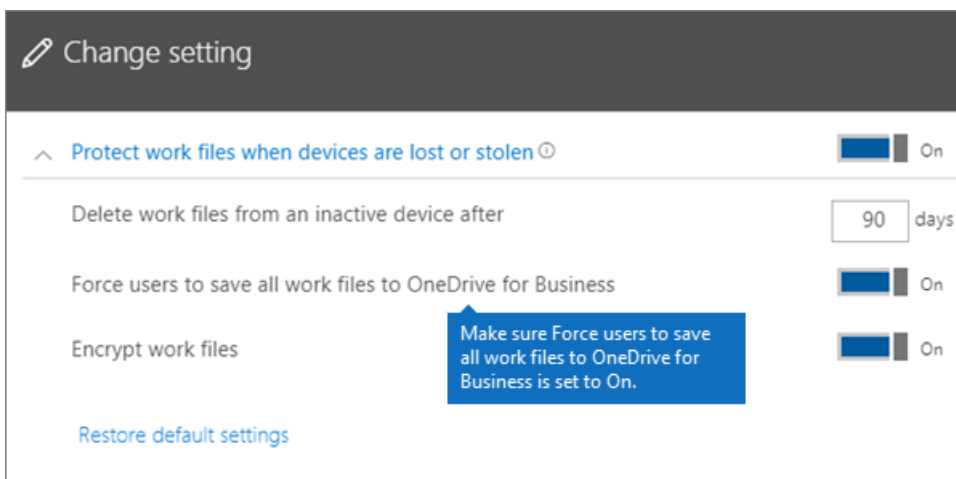 Change setting
Protect work files when devices are lost or stolen On
Delete work files from an inactive device after 90 days
Force users to save all work files to OneDrive for Business On
Make sure Force users to save
all work files to OneDrive for
Business is set to On.
Encrypt work files On
Restore default settings